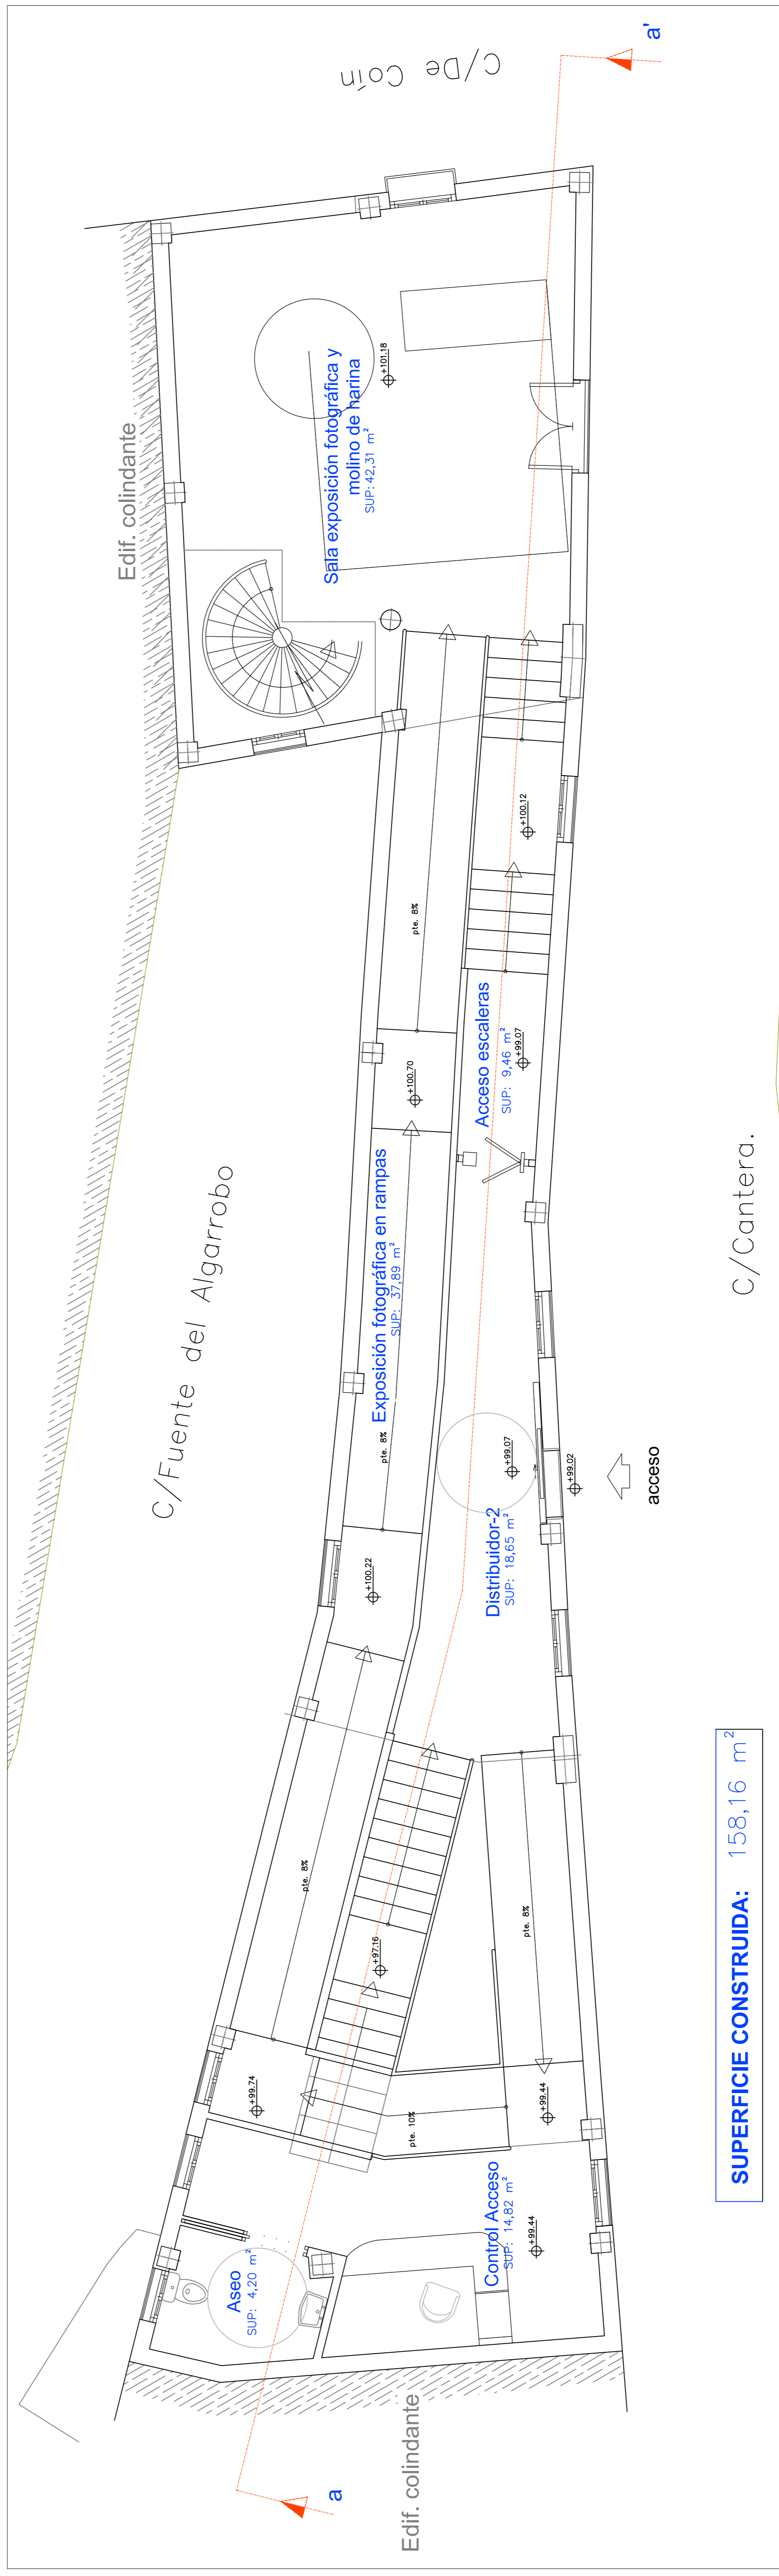 C/De Coín
a'
Edif. colindante
Sala exposición fotográfica y
molino de harina
SUP: 42,31 m²
+101.18
+100.12
pte. 8%
Acceso escaleras
SUP: 9,46 m²
+99.07
+100.70
Exposición fotográfica en rampas
SUP: 37,89 m²
pte. 8%
C/Fuente del Algarrobo
C/Cantera.
+99.07
+99.02
acceso
Distribuidor-2
SUP: 18,65 m²
+100.22
pte. 8%
pte. 8%
+97.16
+99.74
pte. 10%
+99.44
Control Acceso
SUP: 14,82 m²
+99.44
Aseo
SUP: 4,20 m²
SUPERFICIE CONSTRUIDA: 158,16 m²
Edif. colindante
a